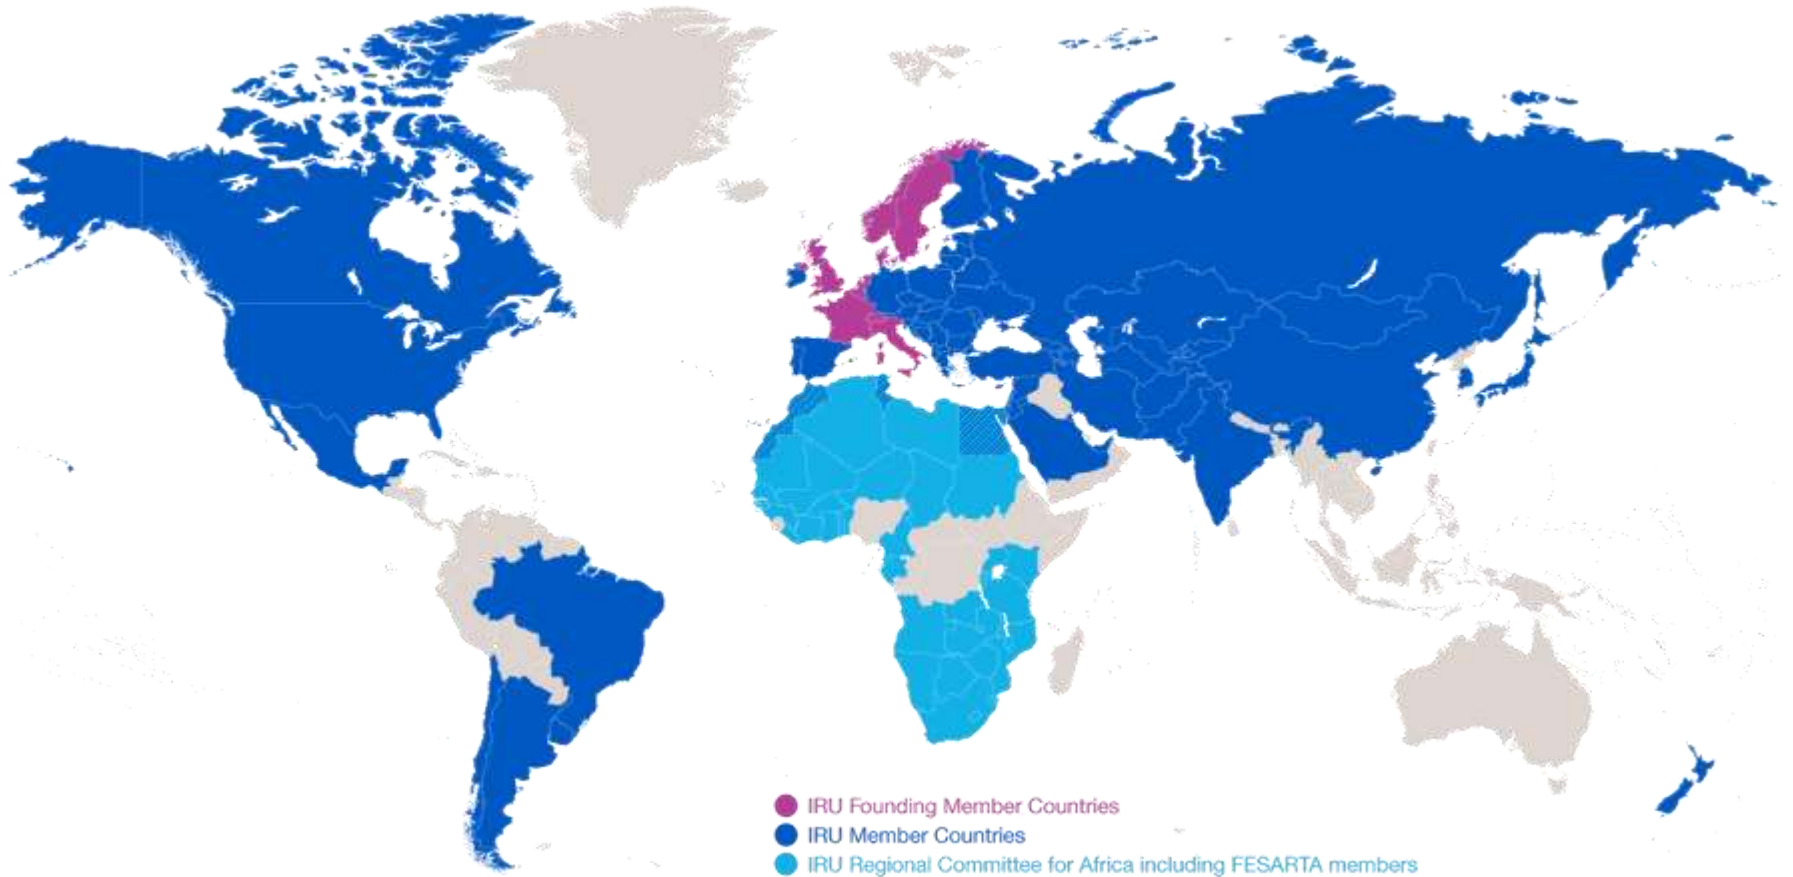 IRU Founding Member Countries
IRU Member Countries
IRU Regional Committee for Africa including FESARTA members